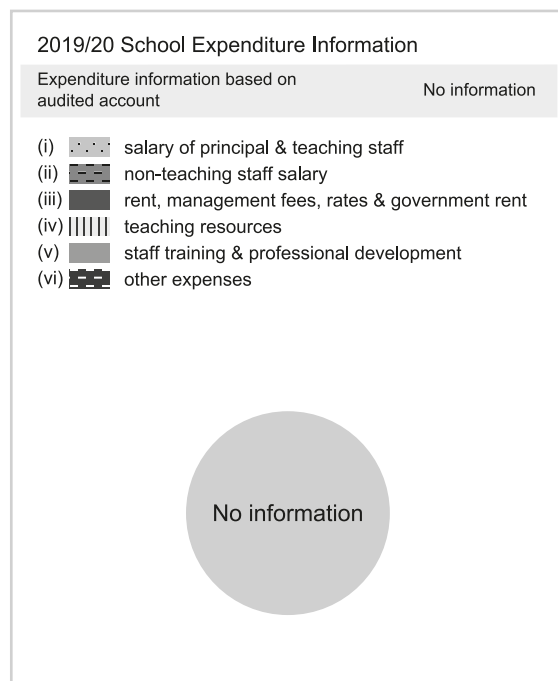 2019/20 School Expenditure Information
Expenditure information based on
audited account
No information
(i) salary of principal & teaching staff
(ii) non-teaching staff salary
(iii) rent, management fees, rates & government rent
(iv) teaching resources
(v) staff training & professional development
(vi) other expenses
No information